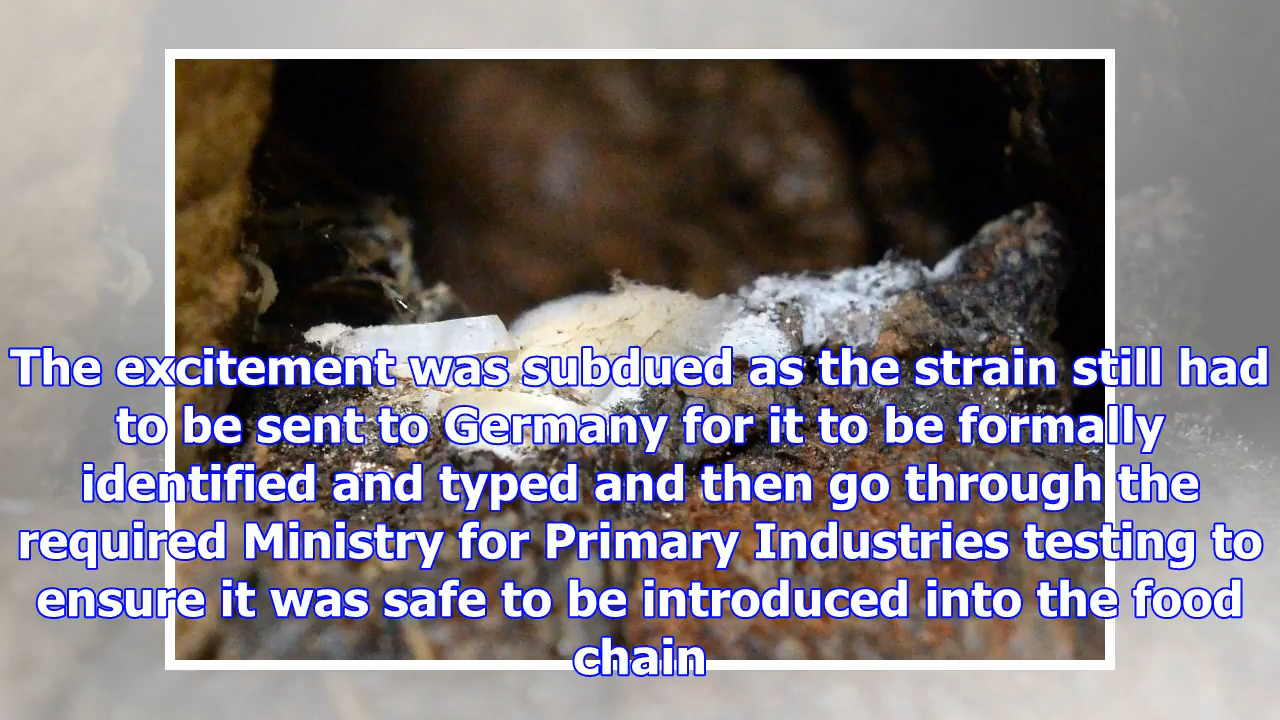 The excitement was subdued as the strain still had
to be sent to Germany for it to be formally
identified and typed and then go through the
required Ministry for Primary Industries testing to
ensure it was safe to be introduced into the food
chain